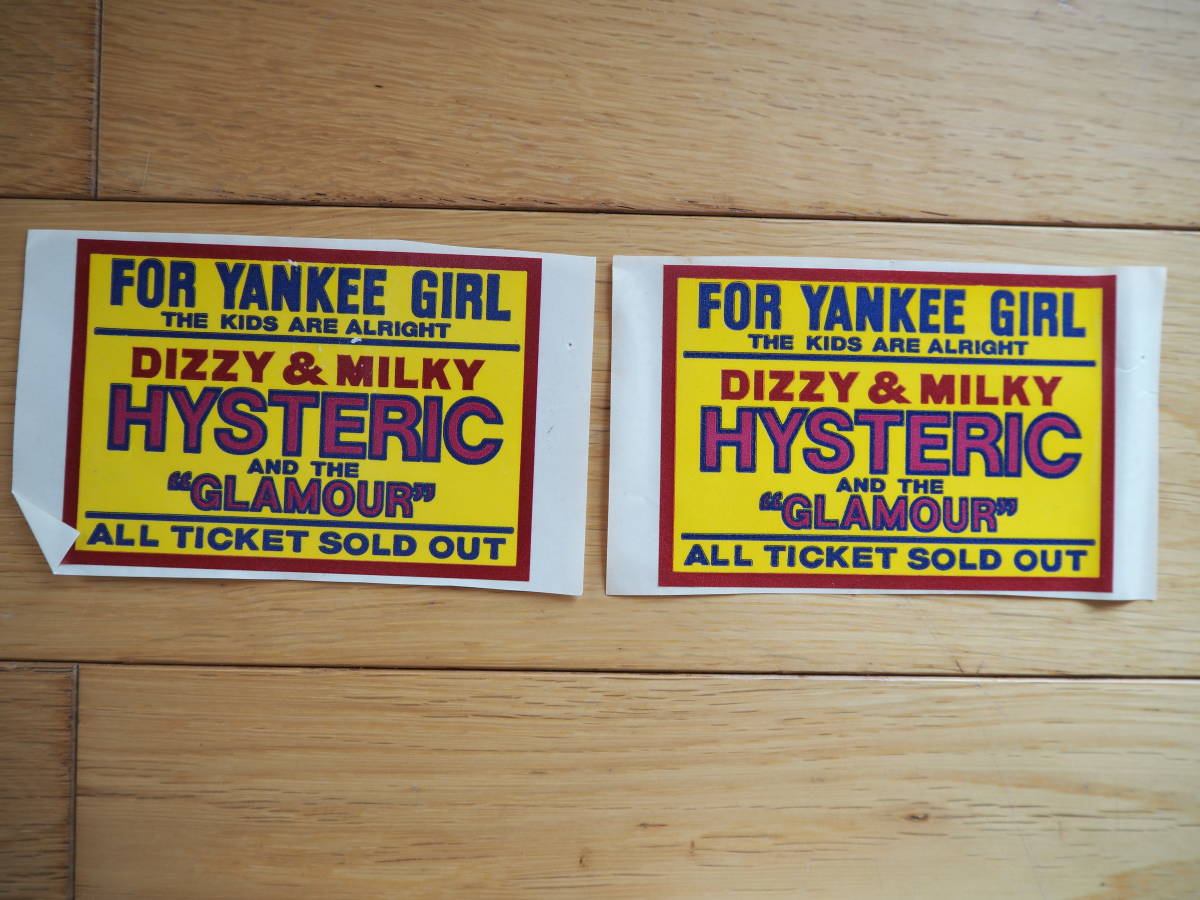 FOR YANKEE GIRL
THE KIDS ARE ALRIGHT
DIZZY & MILKY
HYSTERIC
AND THE
“GLAMOUR”
ALL TICKET SOLD OUT
FOR YANKEE GIRL
THE KIDS ARE ALRIGHT
DIZZY & MILKY
HYSTERIC
AND THE
“GLAMOUR”
ALL TICKET SOLD OUT